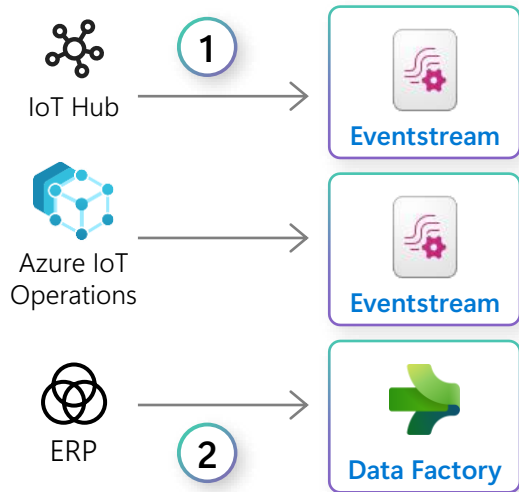 1
IoT Hub
Eventstream
Azure IoT
Operations
Eventstream
ERP
2
Data Factory